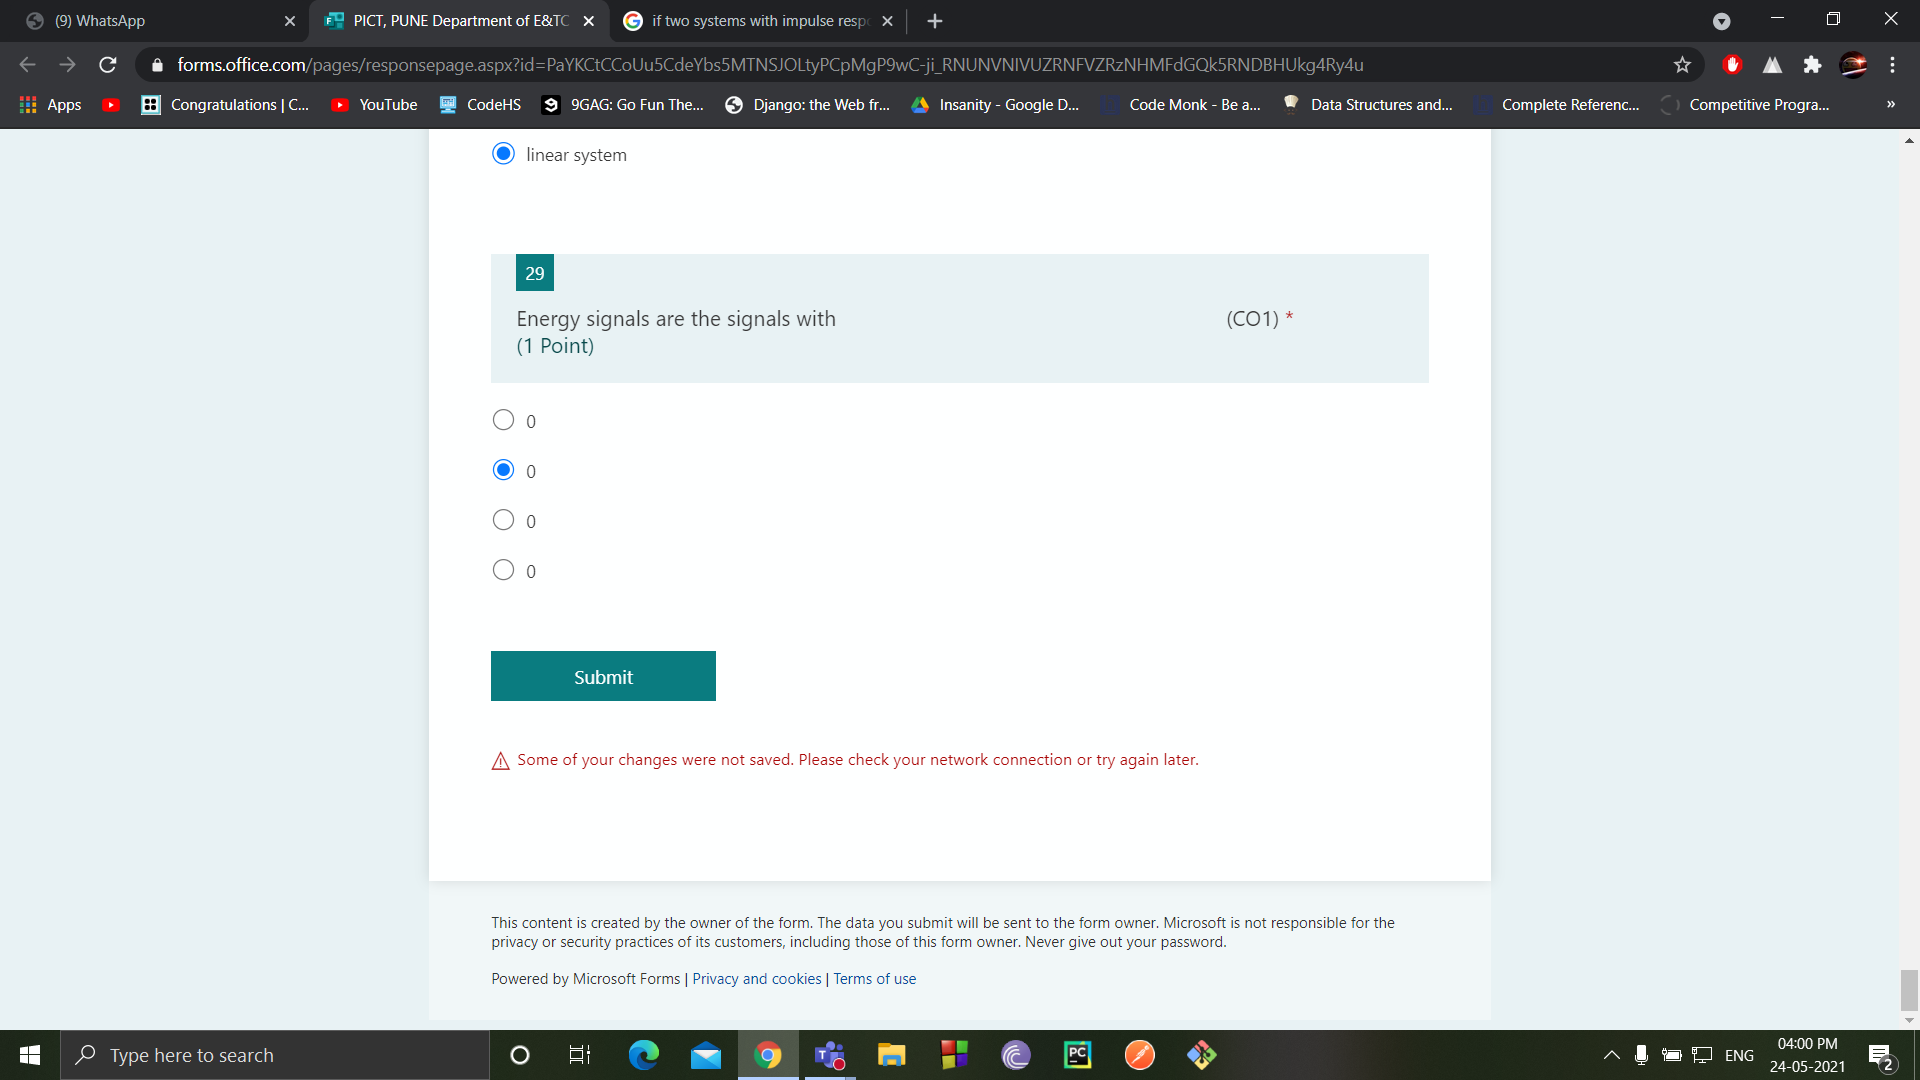 (9) WhatsApp
PICT, PUNE Department of E&TC
if two systems with impulse resp
forms.office.com/pages/responsepage.aspx?id=PaYKCtCCoUu5CdeYbs5MTNSJOLtyPCpMgP9wC-ji_RNUNVNIVUZRNFVZRzNHMFdGQk5RNDBHUkg4Ry4u
Apps
Congratulations | C...
YouTube
CodeHS
9GAG: Go Fun The...
Django: the Web fr...
Insanity - Google D...
Code Monk - Be a...
Data Structures and...
Complete Referenc...
Competitive Progra...
»
linear system
29
Energy signals are the signals with (CO1) *
(1 Point)
0
0
0
0
Submit
Some of your changes were not saved. Please check your network connection or try again later.
This content is created by the owner of the form. The data you submit will be sent to the form owner. Microsoft is not responsible for the
privacy or security practices of its customers, including those of this form owner. Never give out your password.
Powered by Microsoft Forms | Privacy and cookies | Terms of use
Type here to search
PC
ENG
04:00 PM
24-05-2021
2